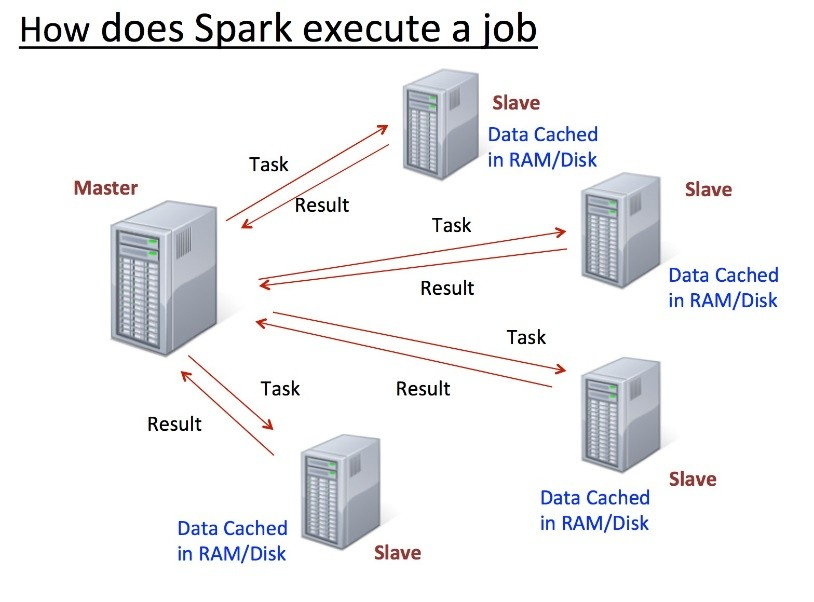 How does Spark execute a job
Slave
Data Cached
in RAM/Disk
Task
Master
Result
Slave
Task
Data Cached
in RAM/Disk
Result
Task
Task
Result
Result
Slave
Data Cached
in RAM/Disk
Data Cached
in RAM/Disk
Slave